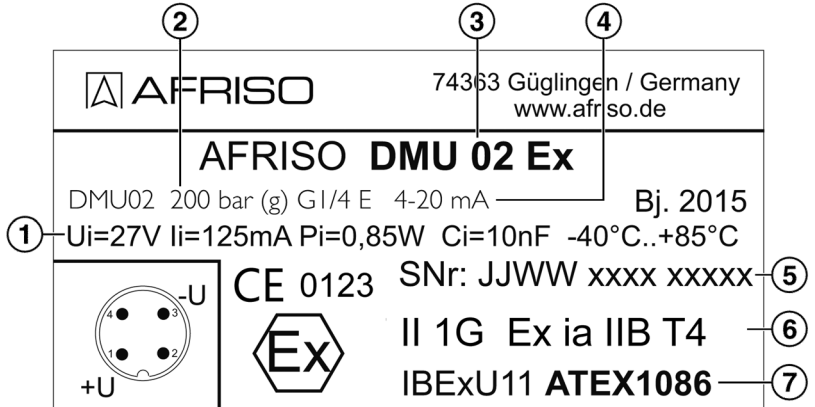 2 3 4
AFRISO 74363 Güglingen / Germany
www.afriso.de
AFRISO DMU 02 Ex
DMU02 200 bar (g) G1/4 E 4-20 mA Bj. 2015
1 Ui=27V Ii=125mA Pi=0,85W Ci=10nF -40°C..+85°C
CE 0123 SNr: JJWW xxxx xxxxx 5
-U
4 3
Ex II 1G Ex ia IIB T4 6
1 2
+U IBExU11 ATEX1086 7